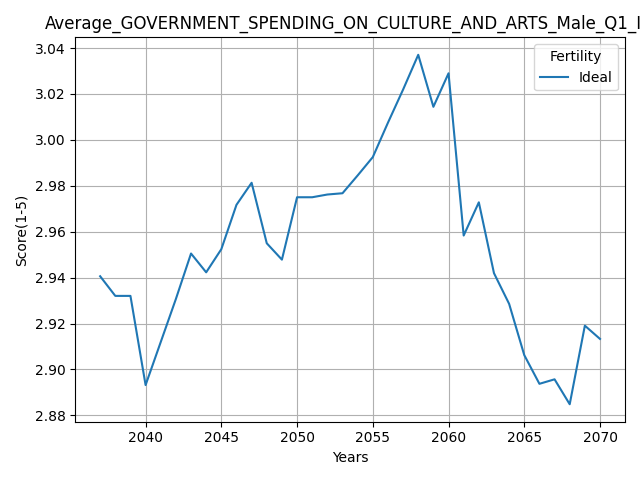 Average_GOVERNMENT_SPENDING_ON_CULTURE_AND_ARTS_Male_Q1_I
Fertility
Ideal
3.04
3.02
3.00
2.98
2.96
2.94
2.92
2.90
2.88
Score(1-5)
2040 2045 2050 2055 2060 2065 2070
Years